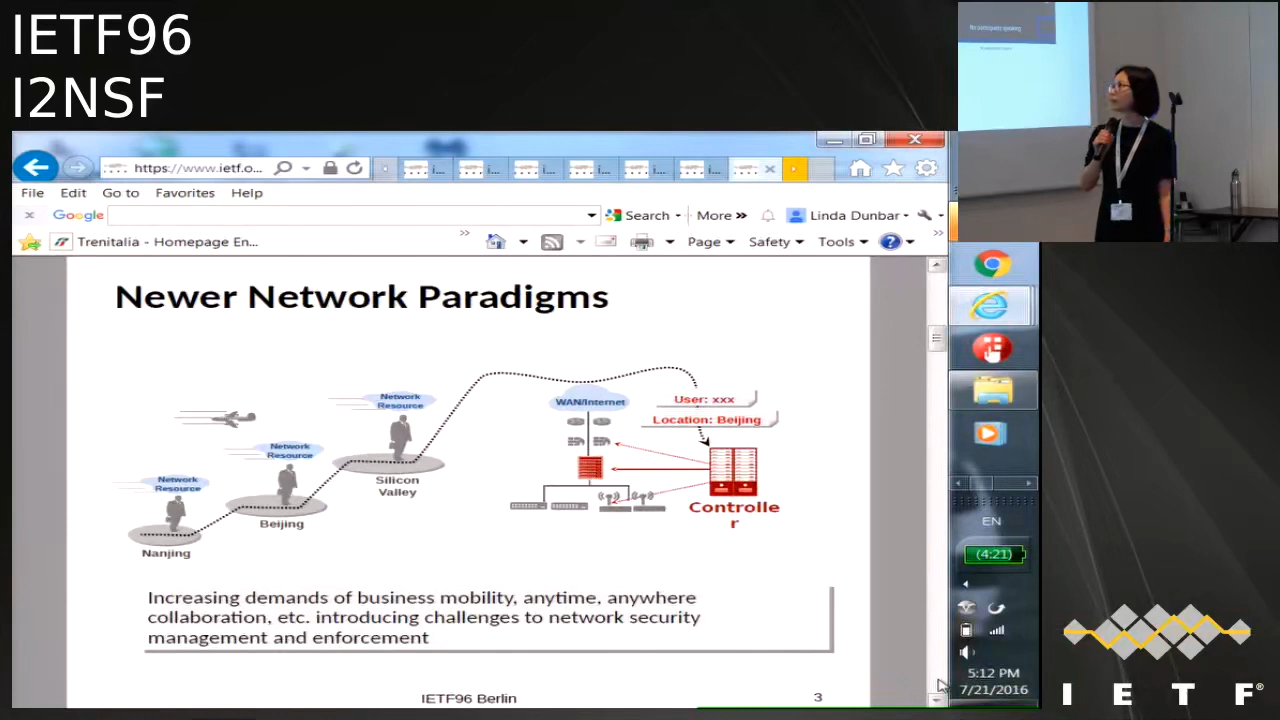 IETF96
I2NSF
No participant speaking
https://www.ietf.o...
i...
i...
i...
i...
i...
i...
File Edit Go to Favorites Help
Google
Search
More »
Linda Dunbar
Trenitalia - Homepage En...
Page
Safety
Tools
Newer Network Paradigms
Network
Resource
Silicon
Valley
Network
Resource
Beijing
Network
Resource
Nanjing
WAN/Internet
User: xxx
Location: Beijing
Controlle
r
Increasing demands of business mobility, anytime, anywhere
collaboration, etc. introducing challenges to network security
management and enforcement
IETF96 Berlin
3
EN
(4:21)
5:12 PM
7/21/2016
I E T F®